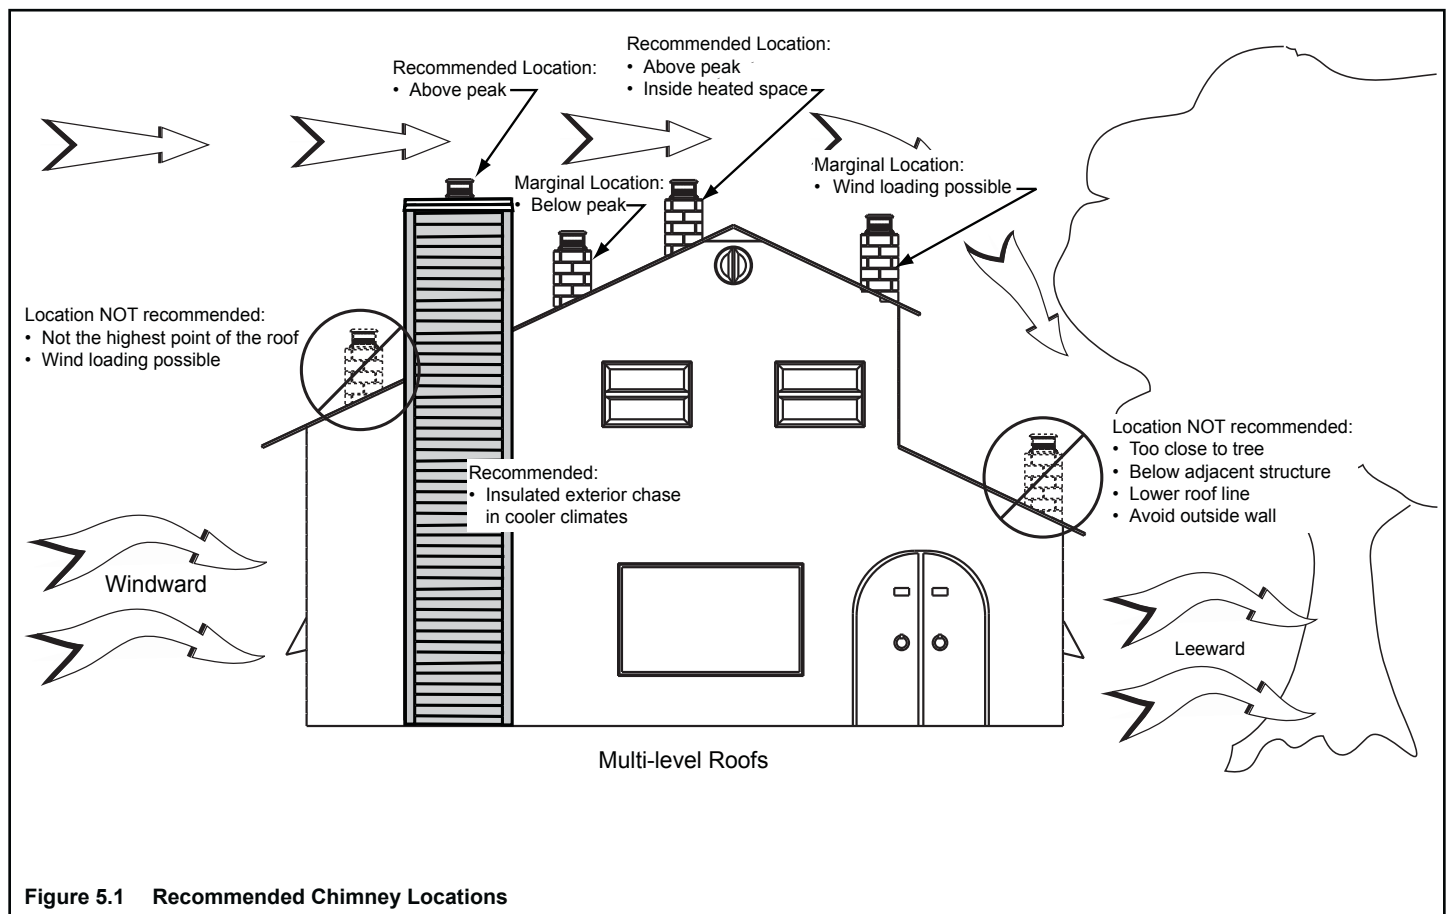 Recommended Location:
• Above peak
• Inside heated space
Recommended Location:
• Above peak
Marginal Location:
• Wind loading possible
Marginal Location:
• Below peak
Location NOT recommended:
• Not the highest point of the roof
• Wind loading possible
Location NOT recommended:
• Too close to tree
• Below adjacent structure
• Lower roof line
• Avoid outside wall
Recommended:
• Insulated exterior chase
in cooler climates
Windward
Leeward
Multi-level Roofs
Figure 5.1 Recommended Chimney Locations